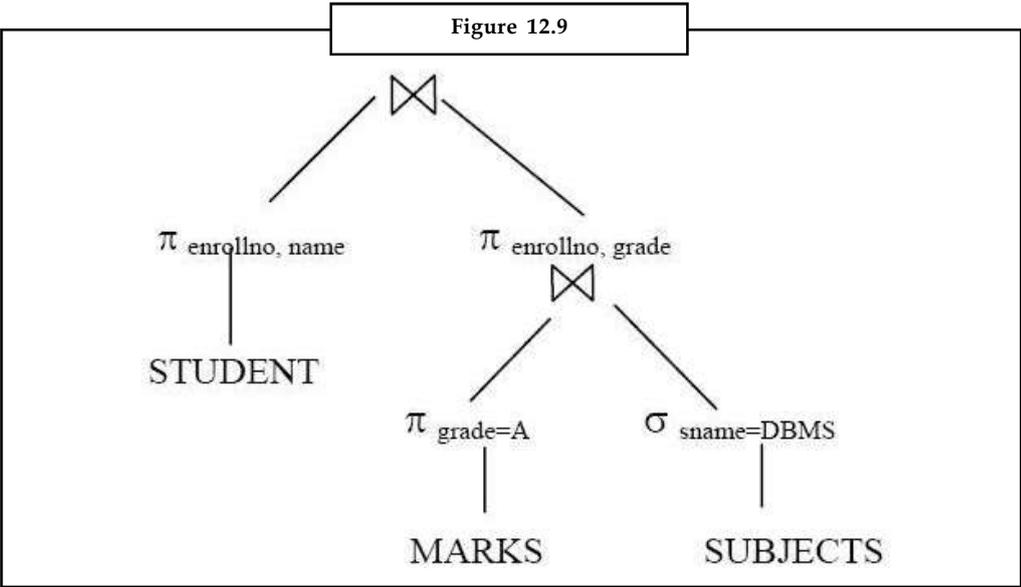 Figure 12.9
⋈
π enrollno, name
π enrollno, grade
⋈
STUDENT
π grade=A
σ sname=DBMS
MARKS
SUBJECTS